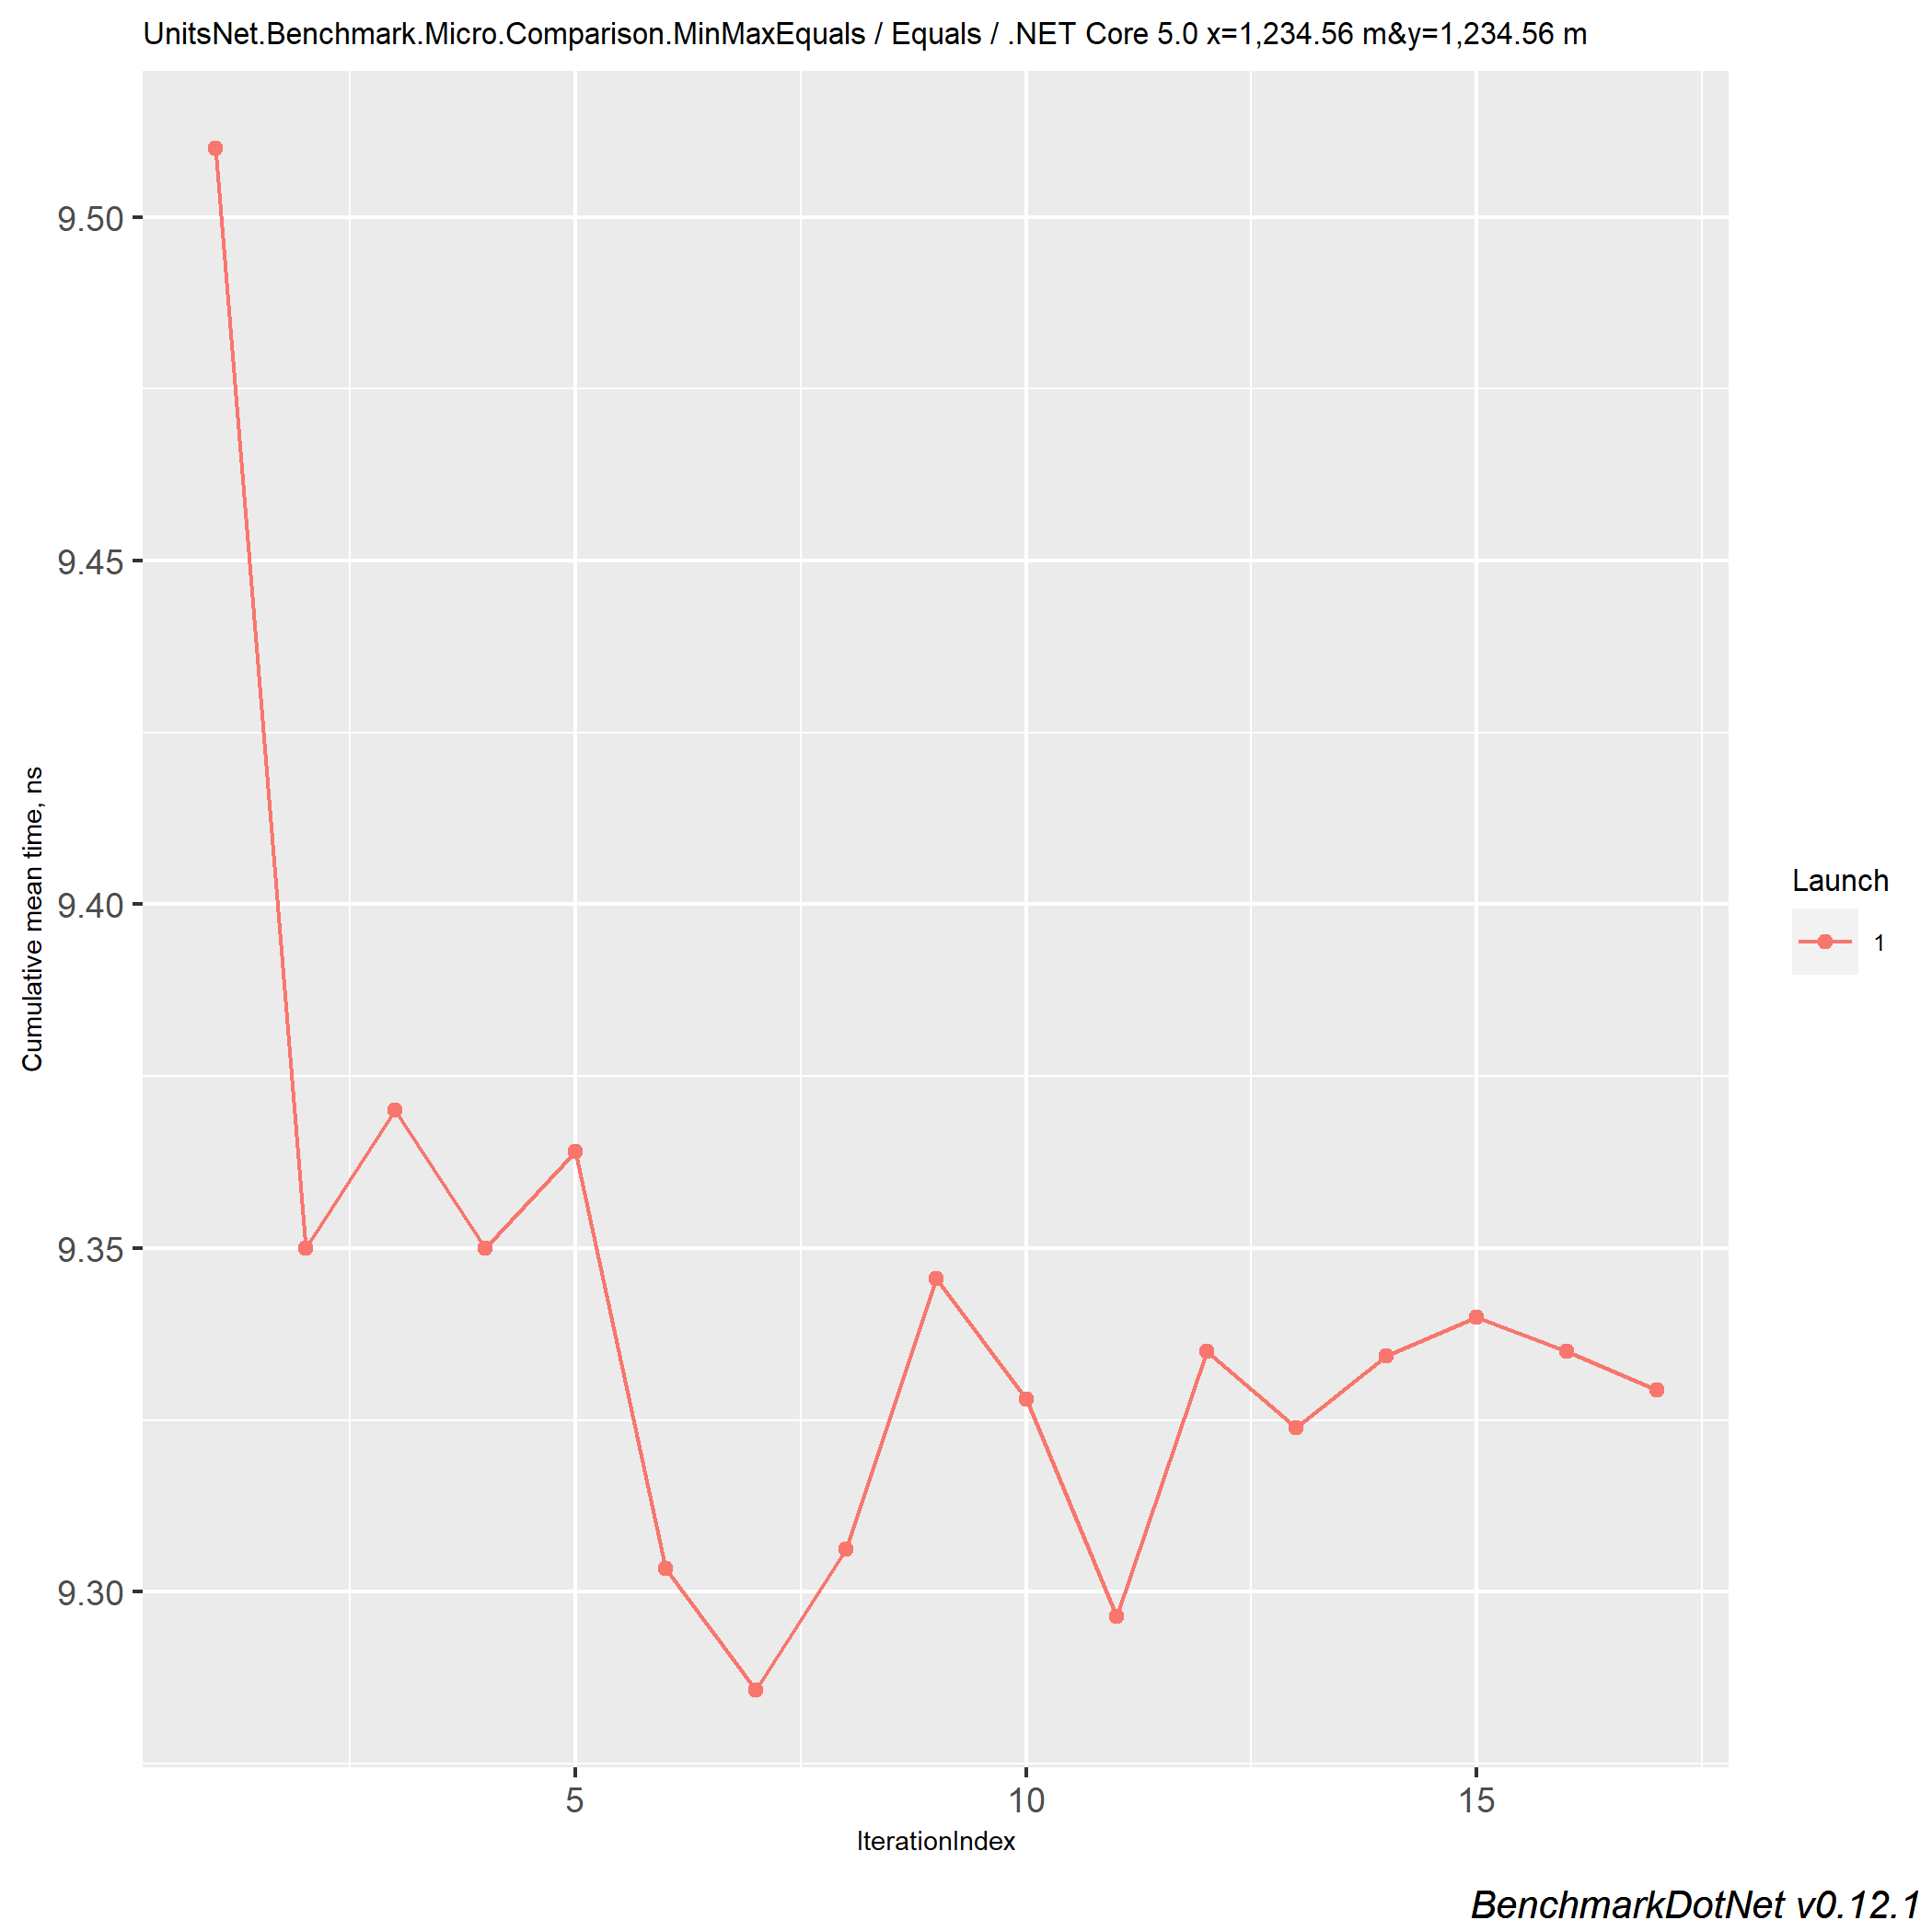 UnitsNet.Benchmark.Micro.Comparison.MinMaxEquals / Equals / .NET Core 5.0 x=1,234.56 m&y=1,234.56 m
9.50
9.45
9.40
9.35
9.30
Cumulative mean time, ns
5
10
15
IterationIndex
Launch
1
BenchmarkDotNet v0.12.1